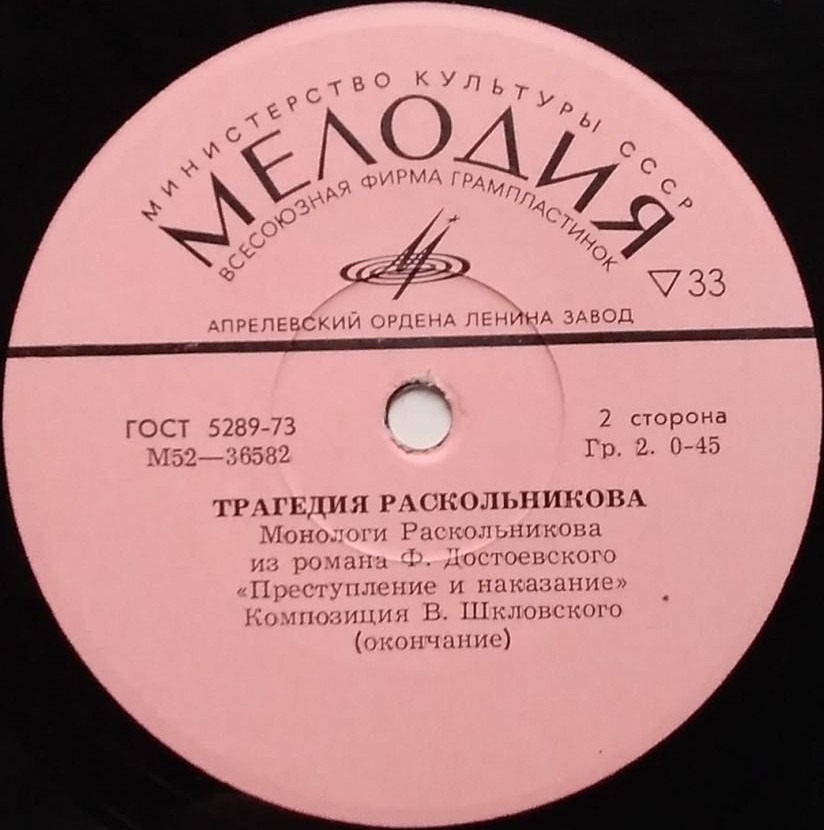 МИНИСТЕРСТВО КУЛЬТУРЫ СССР
МЕЛОДИЯ
ВСЕСОЮЗНАЯ ФИРМА ГРАМПЛАСТИНОК
▽33
АПРЕЛЕВСКИЙ ОРДЕНА ЛЕНИНА ЗАВОД
ГОСТ 5289-73
М52—36582
2 сторона
Гр. 2. 0-45
ТРАГЕДИЯ РАСКОЛЬНИКОВА
Монологи Раскольникова
из романа Ф. Достоевского
«Преступление и наказание»
Композиция В. Шкловского
(окончание)